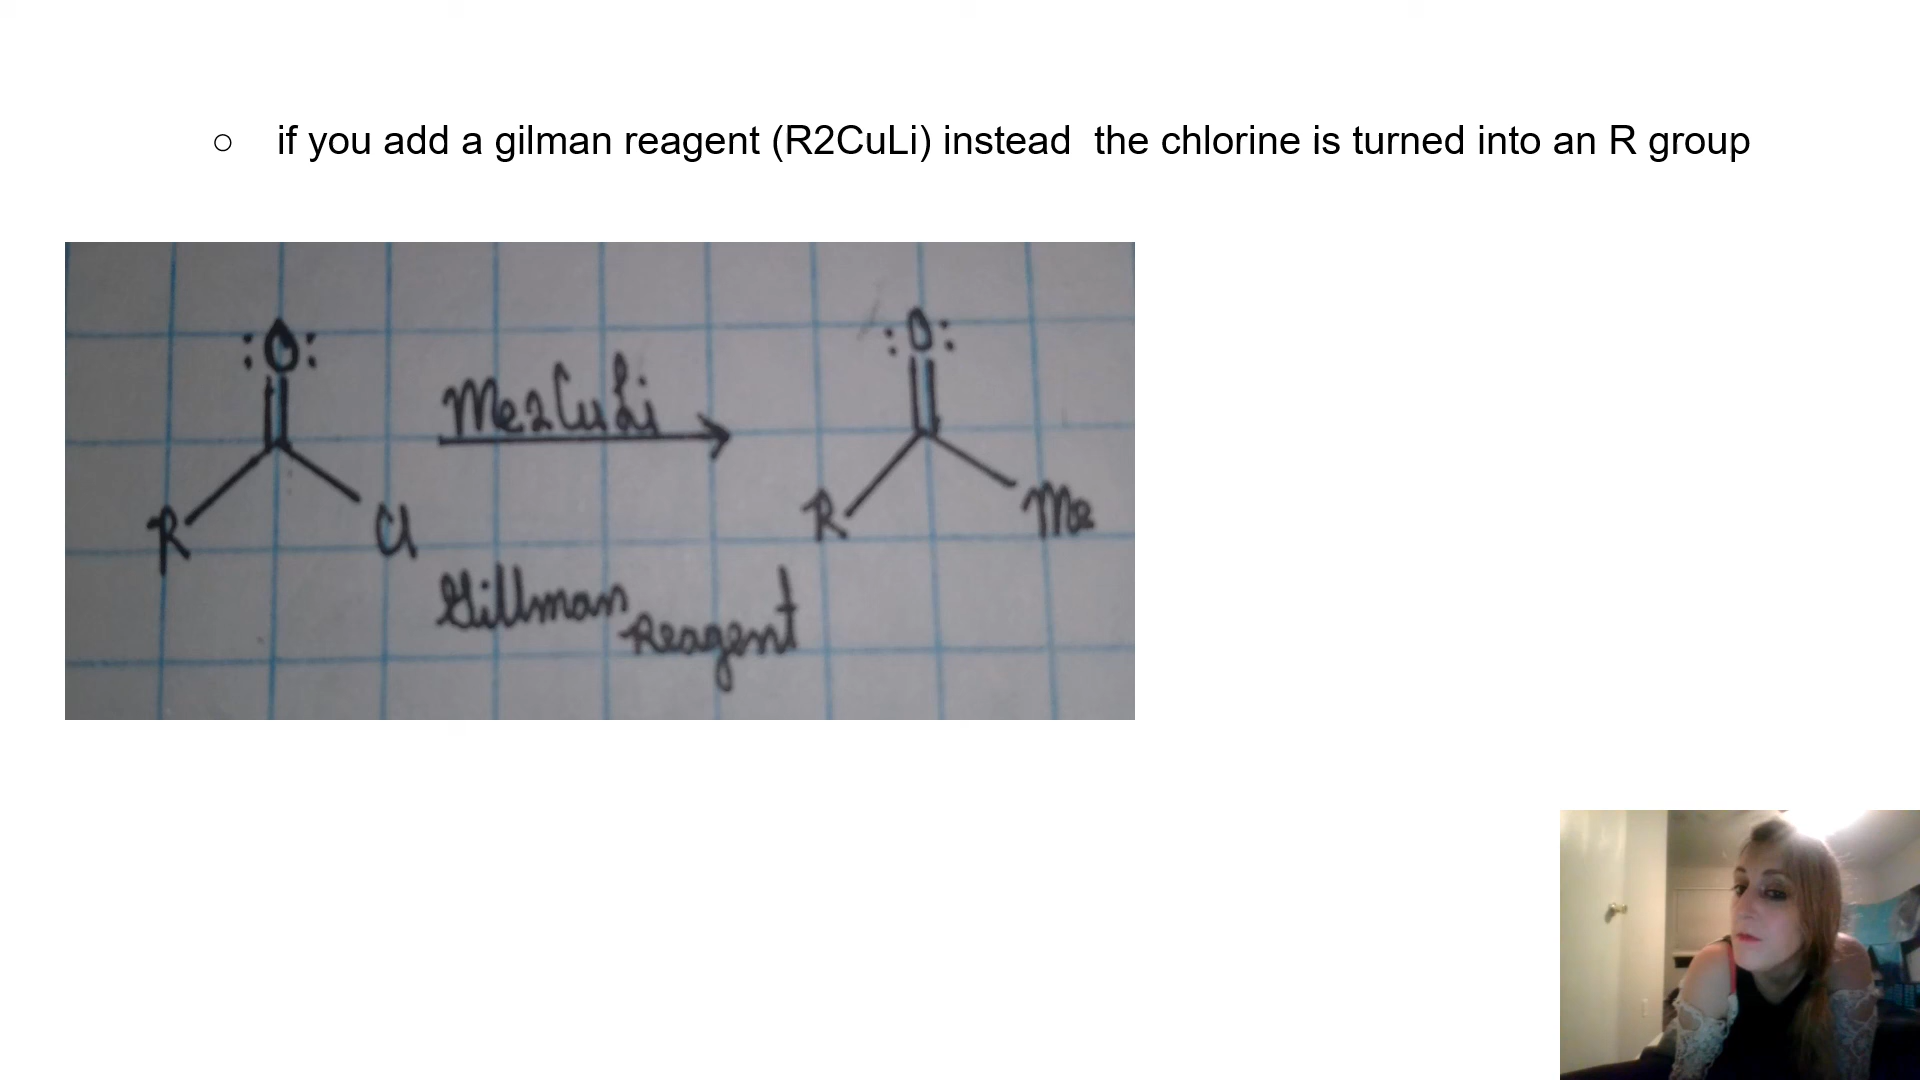 ○ if you add a gilman reagent (R2CuLi) instead the chlorine is turned into an R group
:O: :O:
Me2CuLi
R Cl R Me
Gillman Reagent